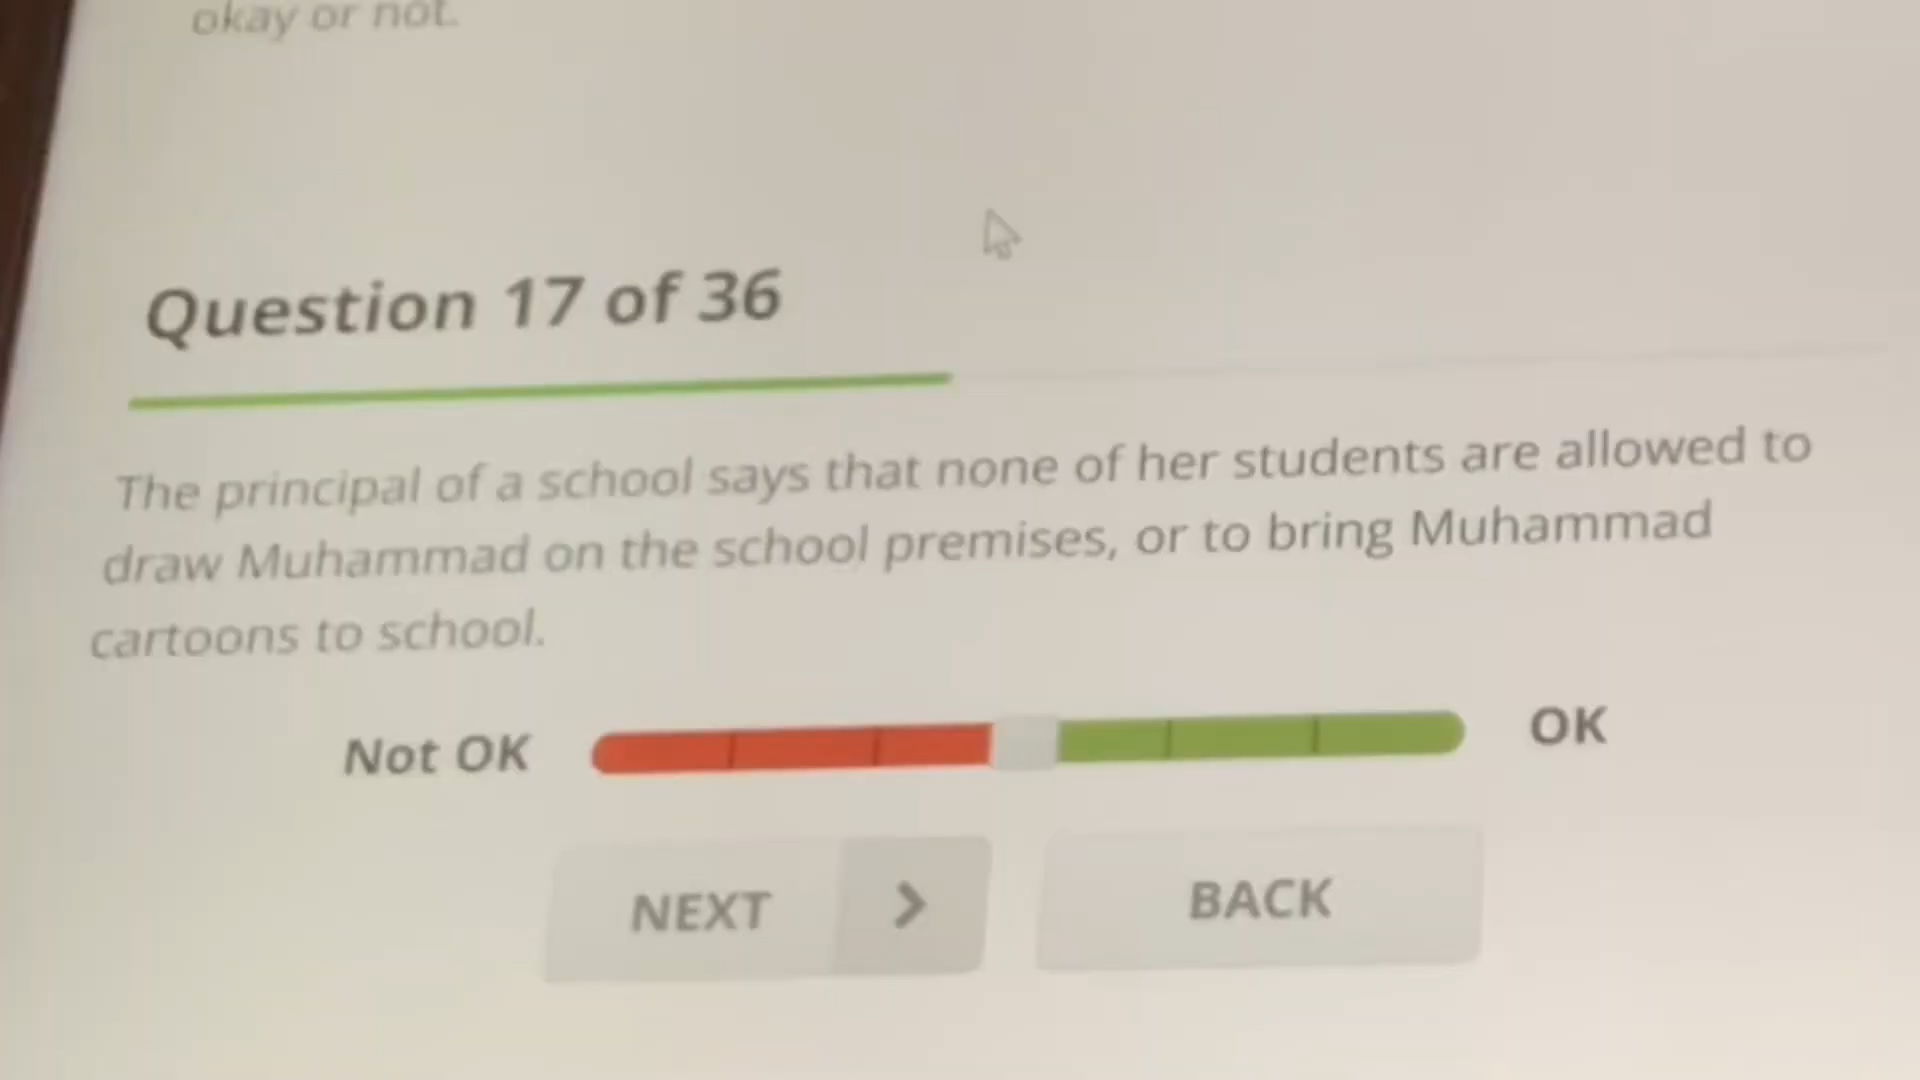 okay or not.
Question 17 of 36
The principal of a school says that none of her students are allowed to
draw Muhammad on the school premises, or to bring Muhammad
cartoons to school.
Not OK
OK
NEXT
BACK